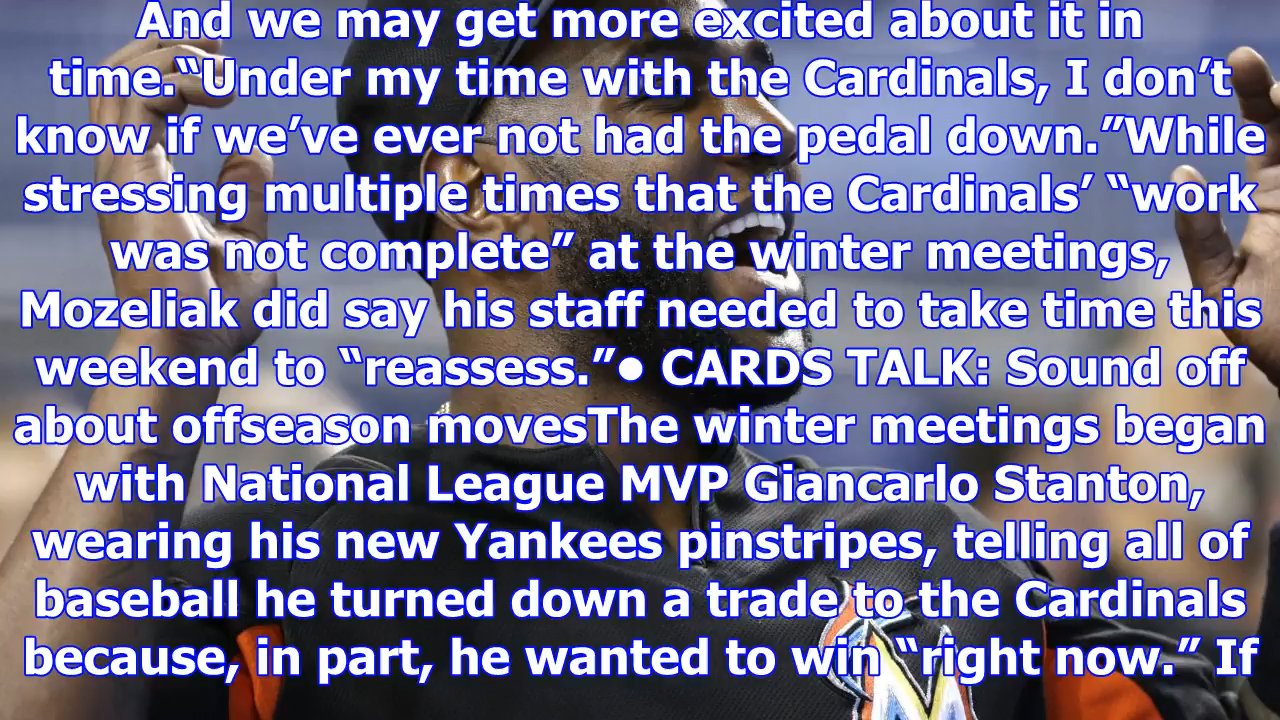 And we may get more excited about it in
time.“Under my time with the Cardinals, I don’t
know if we’ve ever not had the pedal down.”While
stressing multiple times that the Cardinals’ “work
was not complete” at the winter meetings,
Mozeliak did say his staff needed to take time this
weekend to “reassess.”● CARDS TALK: Sound off
about offseason movesThe winter meetings began
with National League MVP Giancarlo Stanton,
wearing his new Yankees pinstripes, telling all of
baseball he turned down a trade to the Cardinals
because, in part, he wanted to win “right now.” If